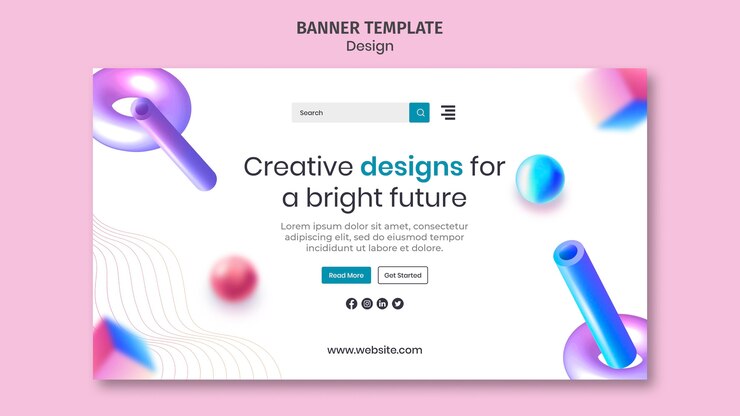 BANNER TEMPLATE
Design
Search
Creative designs for
a bright future
Lorem ipsum dolor sit amet, consectetur
adipiscing elit, sed do eiusmod tempor
incididunt ut labore et dolore.
Read More Get Started
www.website.com